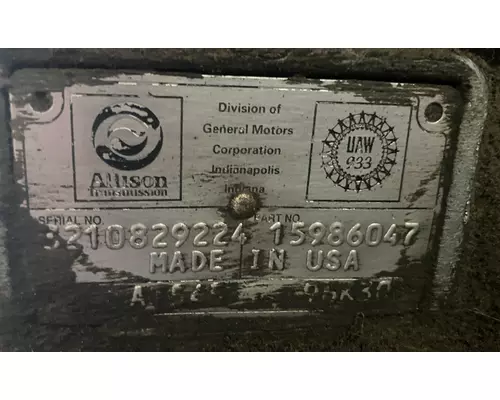 Allison
Transmission
Division of
General Motors
Corporation
Indianapolis
Indiana
UAW
933
SERIAL NO.
PART NO
3210829224 15986047
MADE IN USA